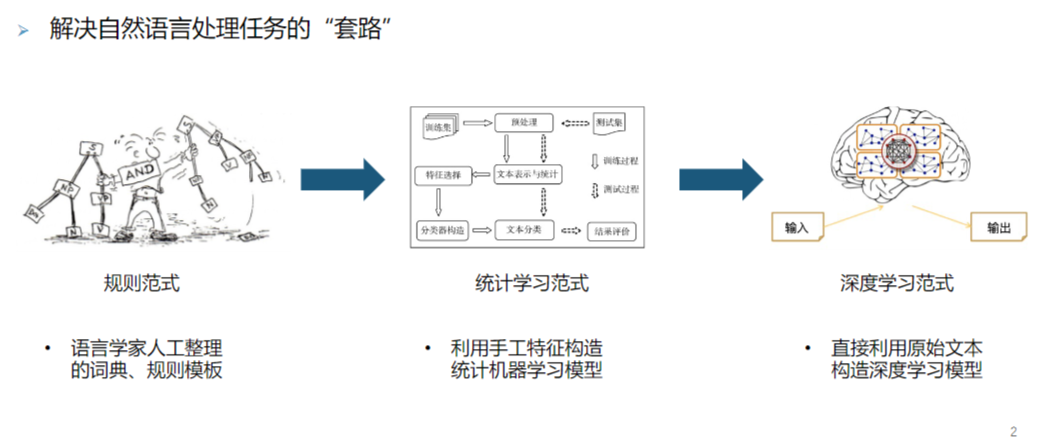 ➢ 解决自然语言处理任务的“套路”
S
NP
VP
N
V
AND
S
V
N
训练集
预处理
测试集
训练过程
特征选择
文本表示与统计
测试过程
分类器构造
文本分类
结果评价
输入
输出
规则范式
统计学习范式
深度学习范式
• 语言学家人工整理
的词典、规则模板
• 利用手工特征构造
统计机器学习模型
• 直接利用原始文本
构造深度学习模型
2